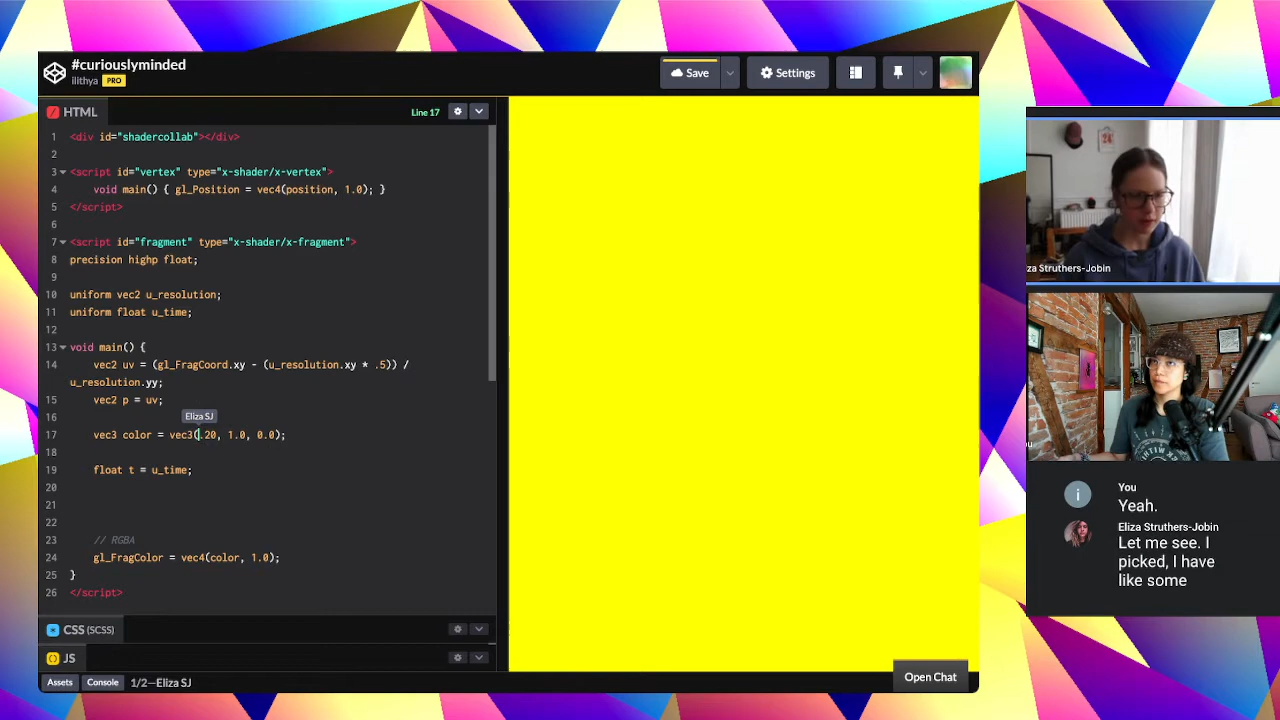 #curiouslyminded
ilithya PRO
Save
Settings
HTML
Line 17
1 <div id="shadercollab"></div>
2
3 <script id="vertex" type="x-shader/x-vertex">
4 void main() { gl_Position = vec4(position, 1.0); }
5 </script>
6
7 <script id="fragment" type="x-shader/x-fragment">
8 precision highp float;
9
10 uniform vec2 u_resolution;
11 uniform float u_time;
12
13 void main() {
14 vec2 uv = (gl_FragCoord.xy - (u_resolution.xy * .5)) /
u_resolution.yy;
15 vec2 p = uv;
16
Eliza SJ
17 vec3 color = vec3(.20, 1.0, 0.0);
18
19 float t = u_time;
20
21
22
23 // RGBA
24 gl_FragColor = vec4(color, 1.0);
25 }
26 </script>
CSS (SCSS)
JS
Assets
Console
1/2—Eliza SJ
Open Chat
za Struthers-Jobin
ou
You
Yeah.
Eliza Struthers-Jobin
Let me see. I
picked, I have
like some